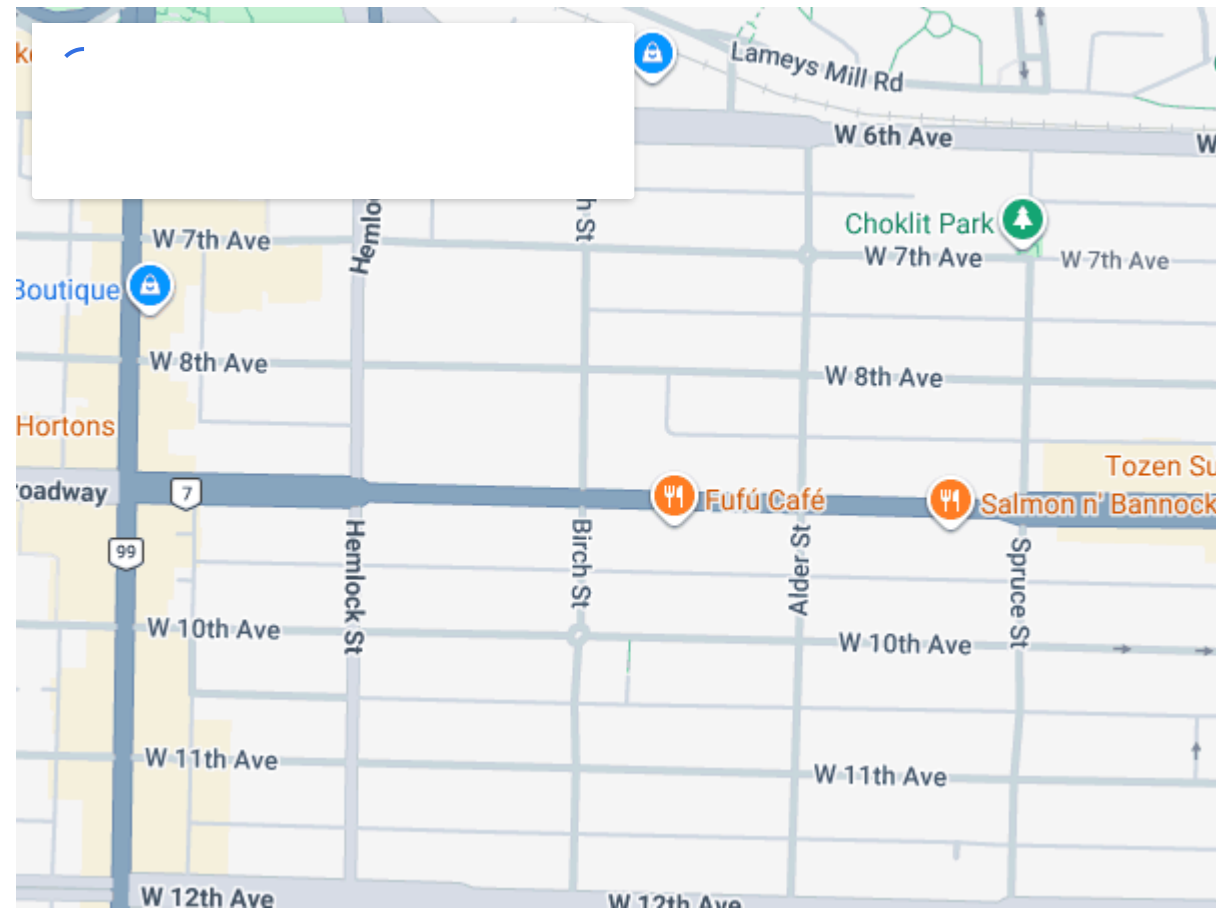 Lameys Mill Rd
W 6th Ave
W
Hemlo
h St
Choklit Park
W 7th Ave
W 7th Ave
W 7th Ave
Boutique
W 8th Ave
W 8th Ave
Hortons
Tozen Su
oadway
7
Fufú Café
Salmon n' Bannock
99
Hemlock St
Birch St
Alder St
Spruce St
W 10th Ave
W 10th Ave
W 11th Ave
W 11th Ave
W 12th Ave
W 12th Ave